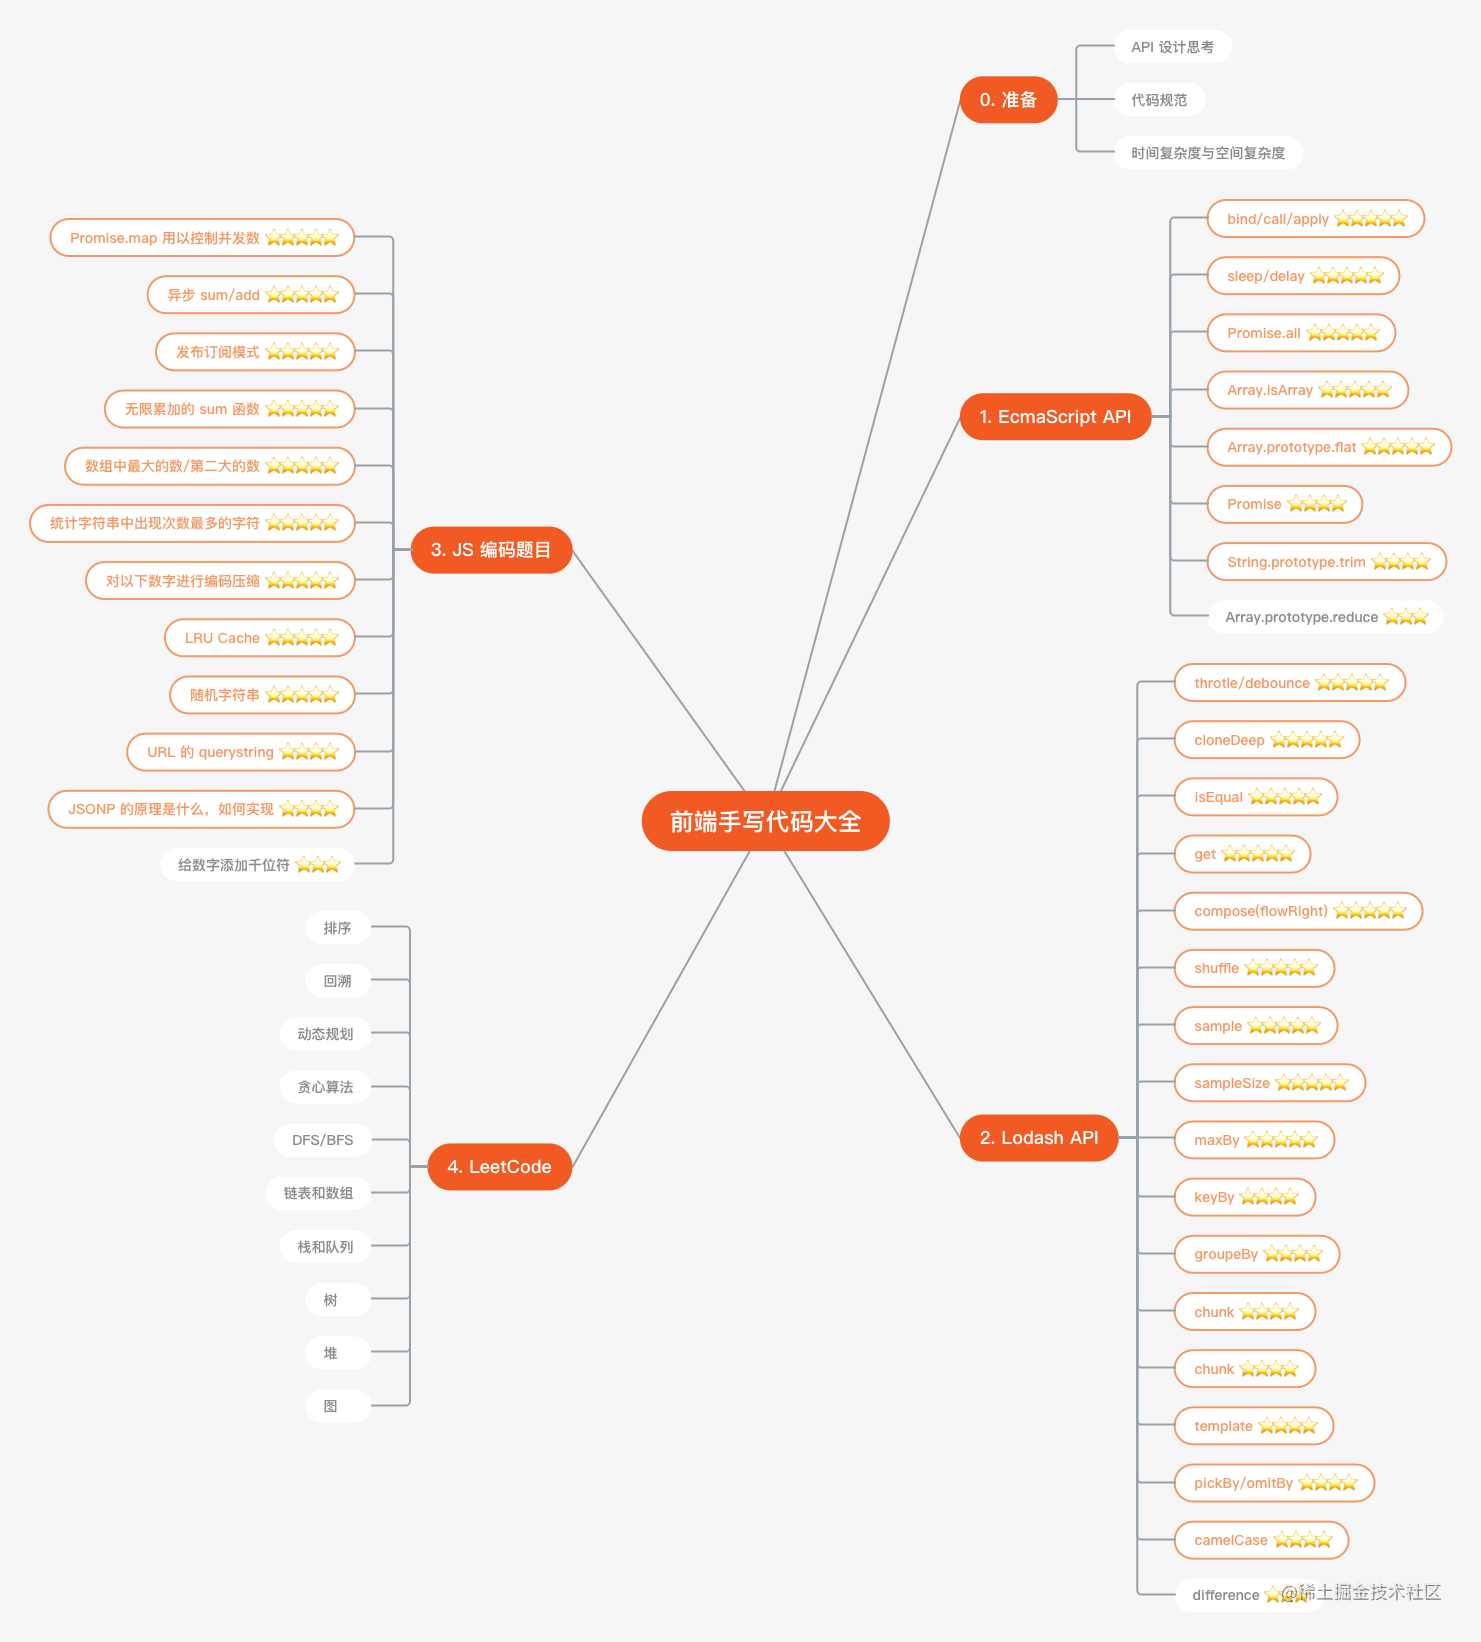 前端手写代码大全
0. 准备
API 设计思考
代码规范
时间复杂度与空间复杂度
1. EcmaScript API
bind/call/apply ⭐⭐⭐⭐⭐
sleep/delay ⭐⭐⭐⭐⭐
Promise.all ⭐⭐⭐⭐⭐
Array.isArray ⭐⭐⭐⭐⭐
Array.prototype.flat ⭐⭐⭐⭐⭐
Promise ⭐⭐⭐⭐
String.prototype.trim ⭐⭐⭐⭐
Array.prototype.reduce ⭐⭐⭐
2. Lodash API
throtle/debounce ⭐⭐⭐⭐⭐
cloneDeep ⭐⭐⭐⭐⭐
isEqual ⭐⭐⭐⭐⭐
get ⭐⭐⭐⭐⭐
compose(flowRight) ⭐⭐⭐⭐⭐
shuffle ⭐⭐⭐⭐⭐
sample ⭐⭐⭐⭐⭐
sampleSize ⭐⭐⭐⭐⭐
maxBy ⭐⭐⭐⭐⭐
keyBy ⭐⭐⭐⭐
groupeBy ⭐⭐⭐⭐
chunk ⭐⭐⭐⭐
chunk ⭐⭐⭐⭐
template ⭐⭐⭐⭐
pickBy/omitBy ⭐⭐⭐⭐
camelCase ⭐⭐⭐⭐
difference ⭐⭐⭐
3. JS 编码题目
Promise.map 用以控制并发数 ⭐⭐⭐⭐⭐
异步 sum/add ⭐⭐⭐⭐⭐
发布订阅模式 ⭐⭐⭐⭐⭐
无限累加的 sum 函数 ⭐⭐⭐⭐⭐
数组中最大的数/第二大的数 ⭐⭐⭐⭐⭐
统计字符串中出现次数最多的字符 ⭐⭐⭐⭐⭐
对以下数字进行编码压缩 ⭐⭐⭐⭐⭐
LRU Cache ⭐⭐⭐⭐⭐
随机字符串 ⭐⭐⭐⭐⭐
URL 的 querystring ⭐⭐⭐⭐
JSONP 的原理是什么，如何实现 ⭐⭐⭐⭐
给数字添加千位符 ⭐⭐⭐
4. LeetCode
排序
回溯
动态规划
贪心算法
DFS/BFS
链表和数组
栈和队列
树
堆
图
@稀土掘金技术社区